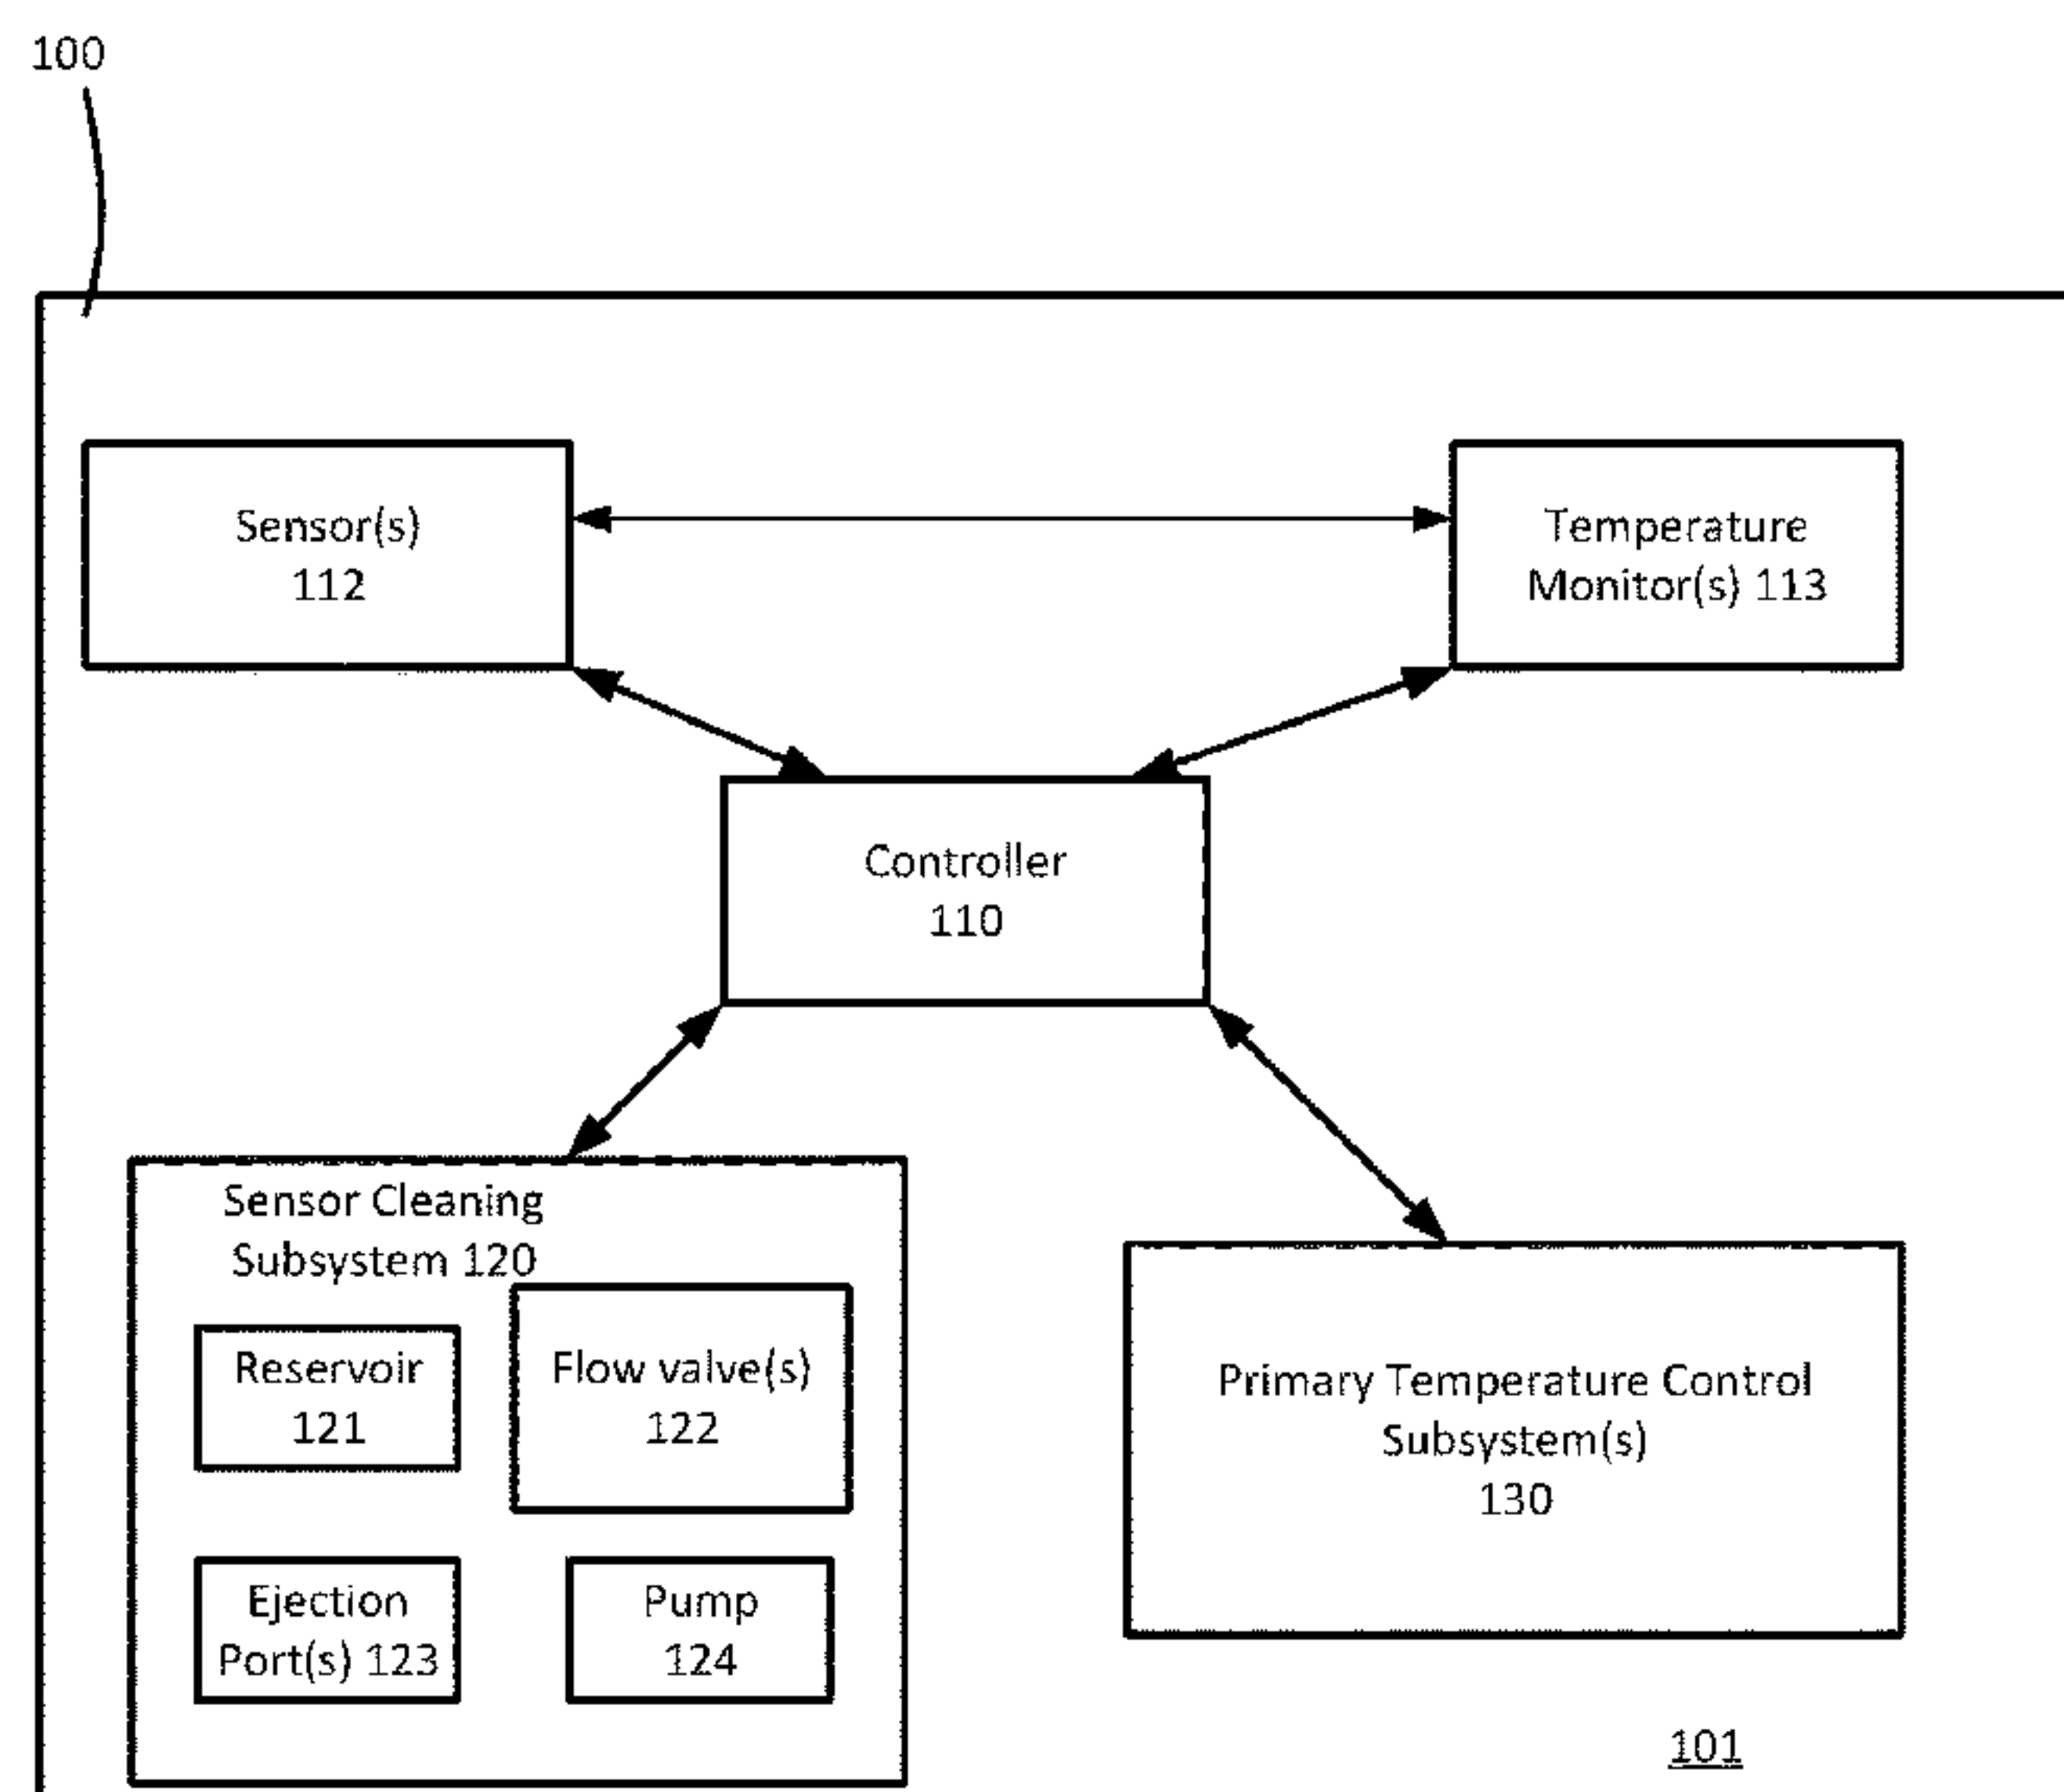 100
Sensor(s)
112
Temperature
Monitor(s) 113
Controller
110
Sensor Cleaning
Subsystem 120
Reservoir
121
Flow valve(s)
122
Ejection
Port(s) 123
Pump
124
Primary Temperature Control
Subsystem(s)
130
101